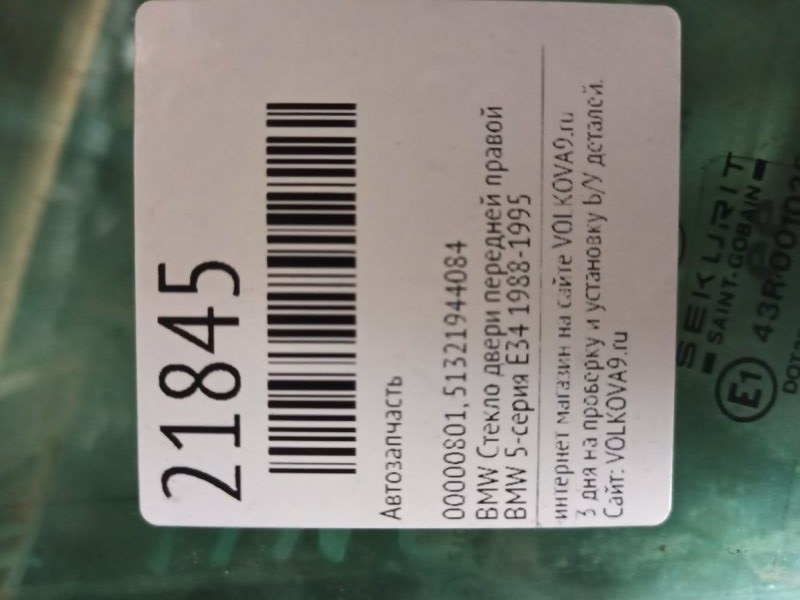 21845
Автозапчасть
00000801, 51321944084
BMW Стекло двери передней правой
BMW 5-серия E34 1988-1995
интернет магазин на сайте VOLKOVA9.ru
3 дня на проверку и установку Б/У деталей.
Сайт: VOLKOVA9.ru
SEKURIT
SAINT-GOBAIN
E1